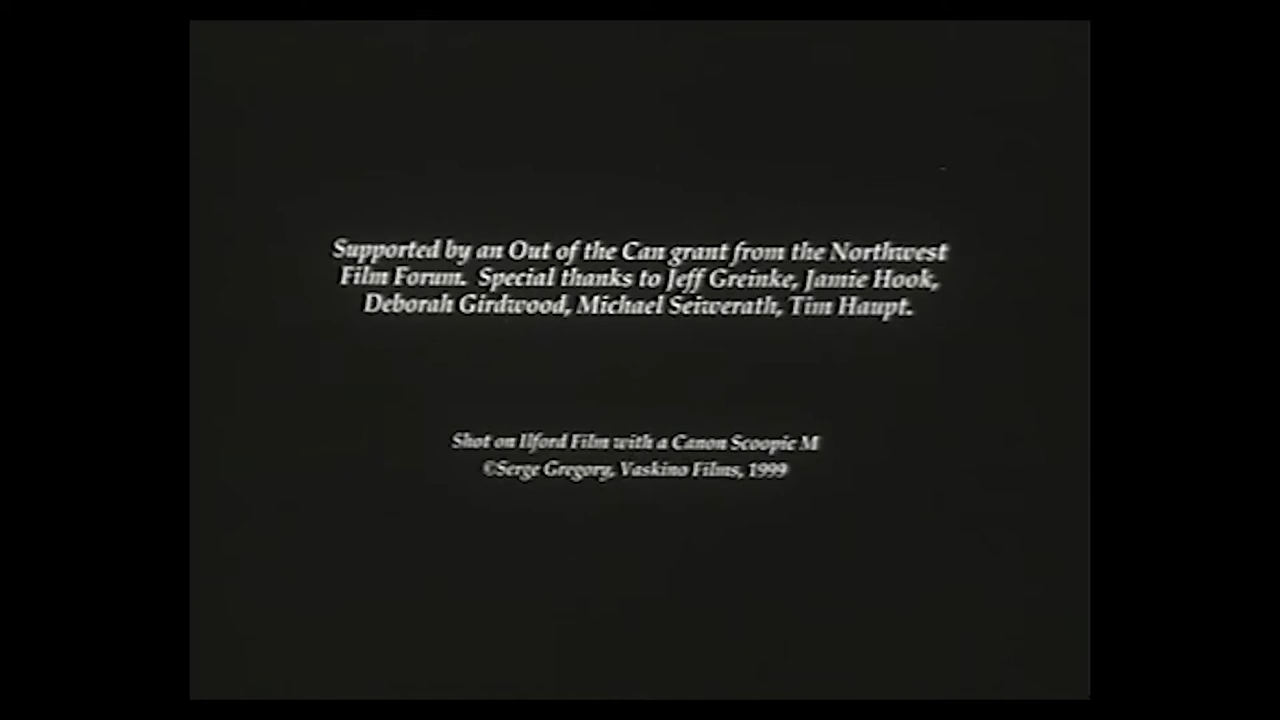 Supported by an Out of the Can grant from the Northwest
Film Forum.  Special thanks to Jeff Greinke, Jamie Hook,
Deborah Girdwood, Michael Seiwerath, Tim Haupt.
Shot on Ilford Film with a Canon Scoopic M
©Serge Gregory, Vaskino Films, 1999